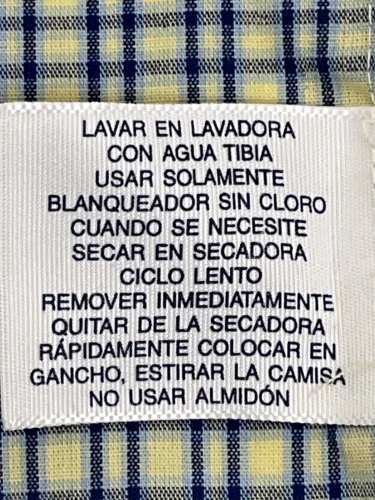 LAVAR EN LAVADORA
CON AGUA TIBIA
USAR SOLAMENTE
BLANQUEADOR SIN CLORO
CUANDO SE NECESITE
SECAR EN SECADORA
CICLO LENTO
REMOVER INMEDIATAMENTE
QUITAR DE LA SECADORA
RÁPIDAMENTE COLOCAR EN
GANCHO, ESTIRAR LA CAMISA
NO USAR ALMIDÓN